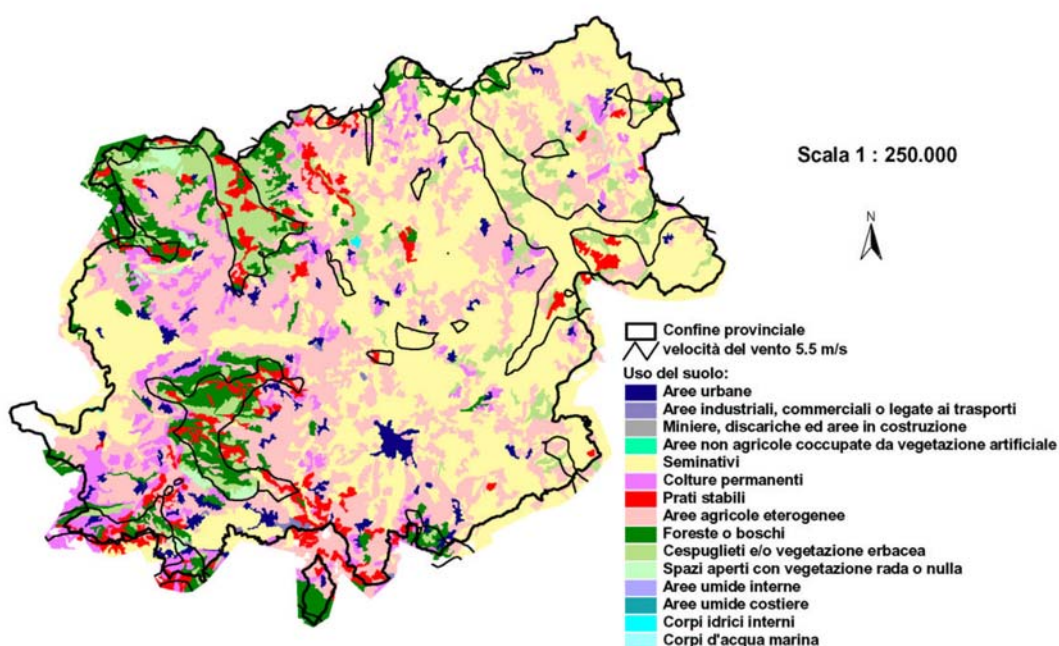 Scala 1 : 250.000
N
Confine provinciale
velocità del vento 5.5 m/s
Uso del suolo:
Aree urbane
Aree industriali, commerciali o legate ai trasporti
Miniere, discariche ed aree in costruzione
Aree non agricole coccupate da vegetazione artificiale
Seminativi
Colture permanenti
Prati stabili
Aree agricole eterogenee
Foreste o boschi
Cespuglieti e/o vegetazione erbacea
Spazi aperti con vegetazione rada o nulla
Aree umide interne
Aree umide costiere
Corpi idrici interni
Corpi d'acqua marina